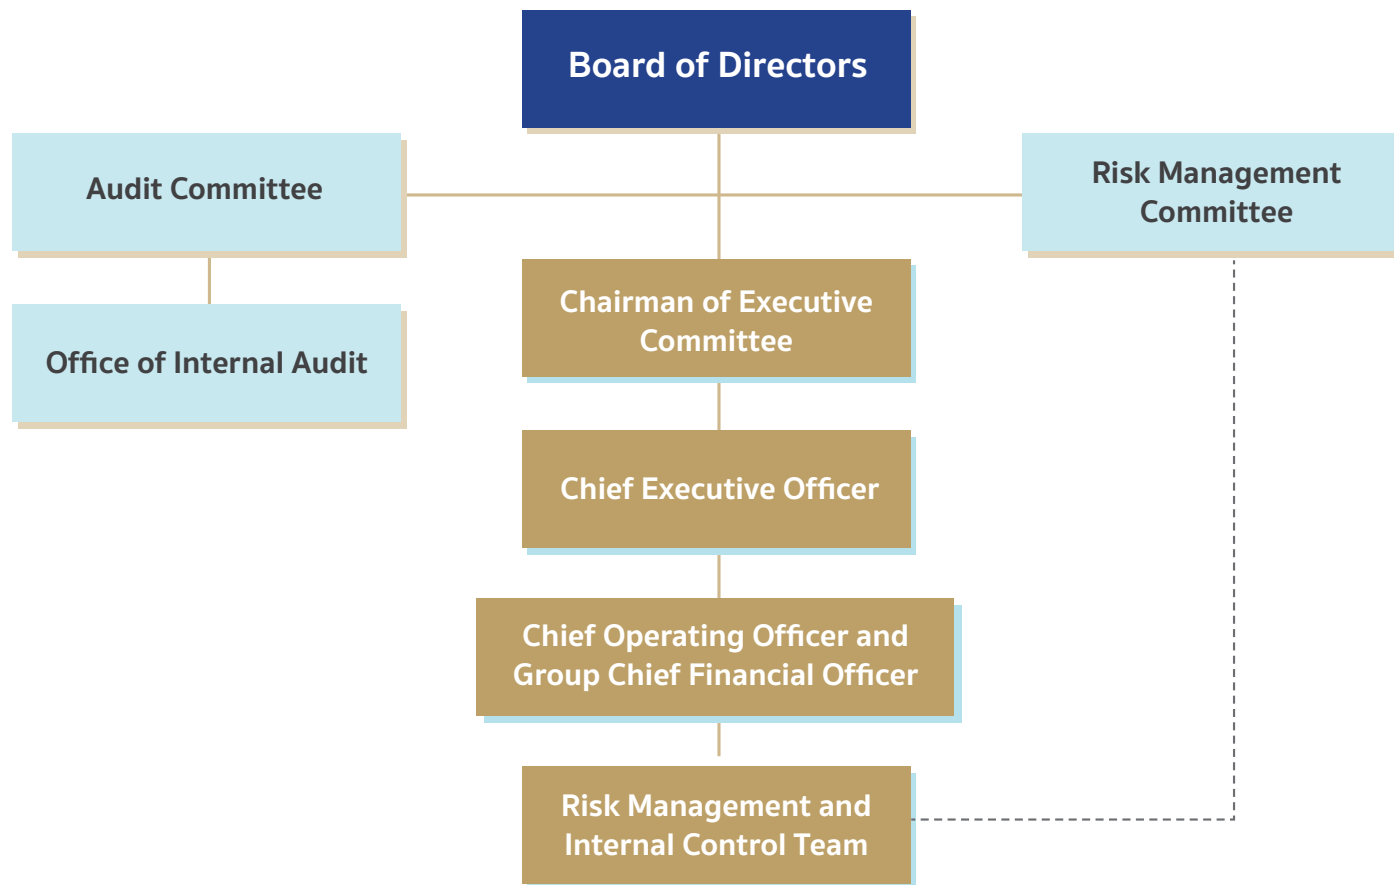 Board of Directors
Audit Committee
Risk Management
Committee
Office of Internal Audit
Chairman of Executive
Committee
Chief Executive Officer
Chief Operating Officer and
Group Chief Financial Officer
Risk Management and
Internal Control Team